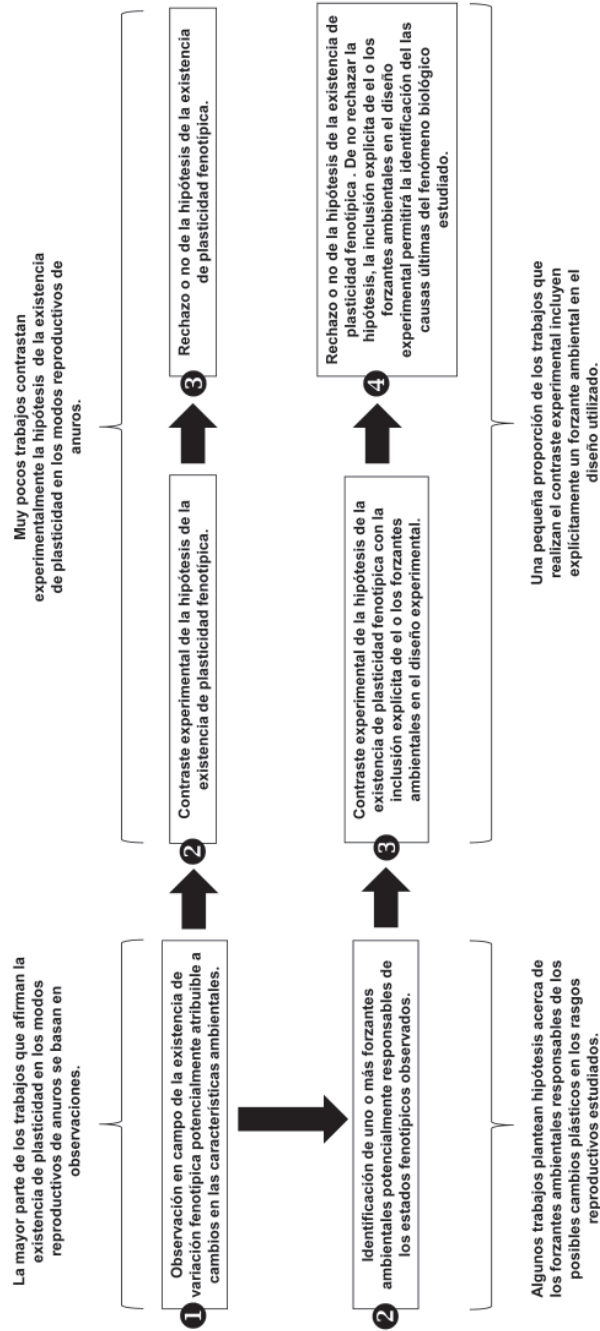 La mayor parte de los trabajos que afirman la
existencia de plasticidad en los modos
reproductivos de anuros se basan en
observaciones.
Muy pocos trabajos contrastan
experimentalmente la hipótesis de la existencia
de plasticidad en los modos reproductivos de
anuros.
1
Observación en campo de la existencia de
variación fenotípica potencialmente atribuible a
cambios en las características ambientales.
2
Contraste experimental de la hipótesis de la
existencia de plasticidad fenotípica.
3
Rechazo o no de la hipótesis de la existencia
de plasticidad fenotípica.
2
Identificación de uno o más forzantes
ambientales potencialmente responsables de
los estados fenotípicos observados.
3
Contraste experimental de la hipótesis de la
existencia de plasticidad fenotípica con la
inclusión explícita de el o los forzantes
ambientales en el diseño experimental.
4
Rechazo o no de la hipótesis de la existencia de
plasticidad fenotípica . De no rechazar la
hipótesis, la inclusión explícita de el o los
forzantes ambientales en el diseño
experimental permitirá la identificación del las
causas últimas del fenómeno biológico
estudiado.
Algunos trabajos plantean hipótesis acerca de
los forzantes ambientales responsables de los
posibles cambios plásticos en los rasgos
reproductivos estudiados.
Una pequeña proporción de los trabajos que
realizan el contraste experimental incluyen
explícitamente un forzante ambiental en el
diseño utilizado.